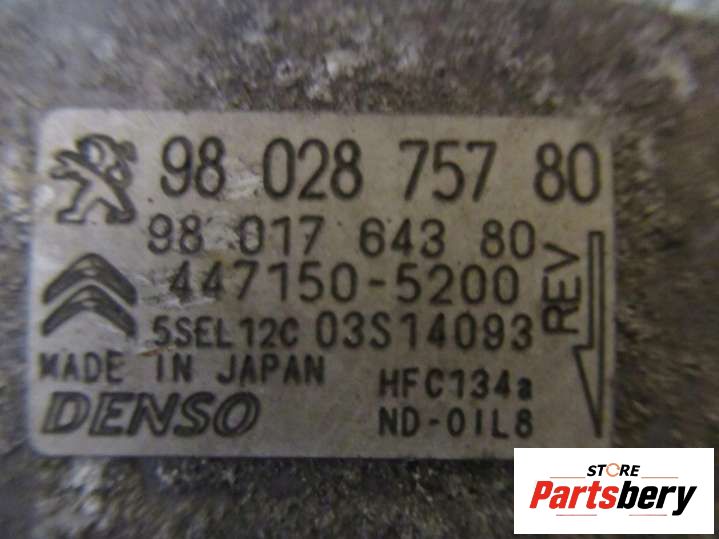 98 028 757 80
98 017 643 80
447150-5200
5SEL12C 03S14093
REV
MADE IN JAPAN HFC134a
DENSO ND-OIL8
STORE
Partsbery